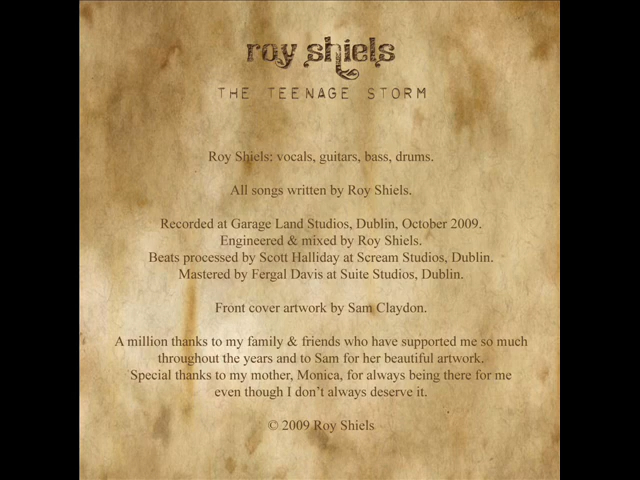 roy shiels
THE TEENAGE STORM
Roy Shiels: vocals, guitars, bass, drums.
All songs written by Roy Shiels.
Recorded at Garage Land Studios, Dublin, October 2009.
Engineered & mixed by Roy Shiels.
Beats processed by Scott Halliday at Scream Studios, Dublin.
Mastered by Fergal Davis at Suite Studios, Dublin.
Front cover artwork by Sam Claydon.
A million thanks to my family & friends who have supported me so much
throughout the years and to Sam for her beautiful artwork.
Special thanks to my mother, Monica, for always being there for me
even though I don’t always deserve it.
© 2009 Roy Shiels